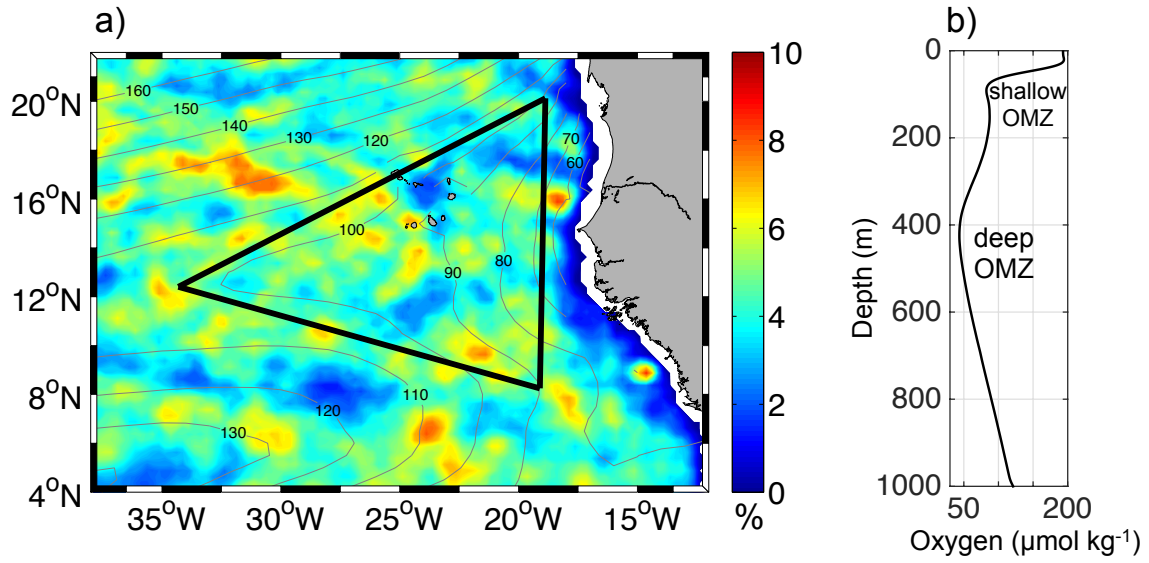 a)
20°N
16°N
12°N
8°N
4°N
35°W
30°W
25°W
20°W
15°W
160
150
140
130
120
70
60
100
90
80
110
120
130
10
8
6
4
2
0
%
b)
0
200
400
600
800
1000
Depth (m)
shallow
OMZ
deep
OMZ
50
200
Oxygen (µmol kg⁻¹)